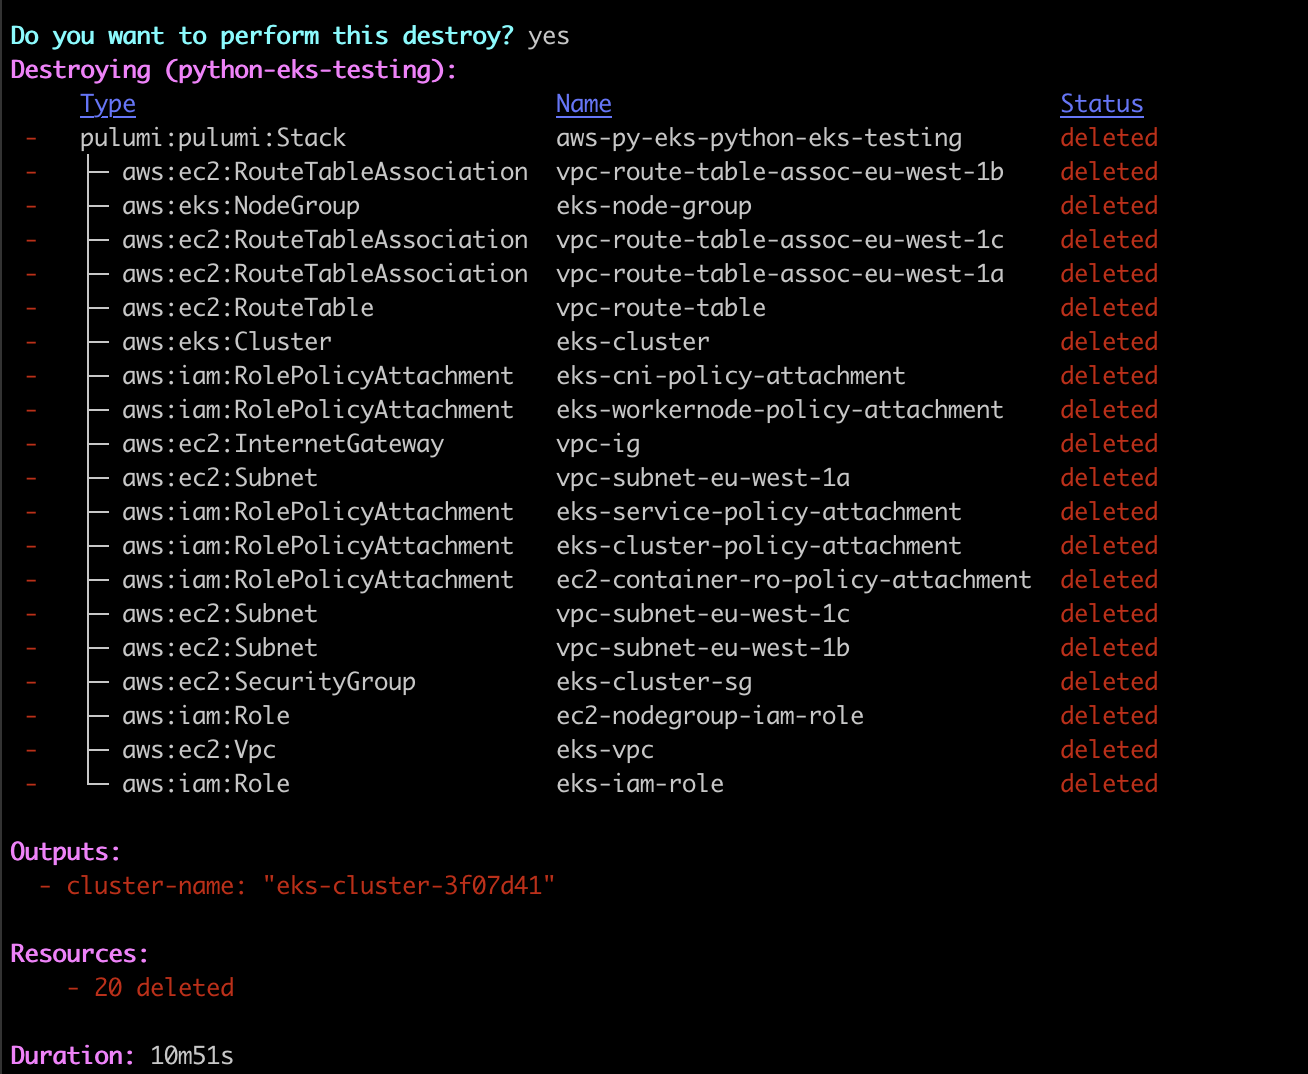 Do you want to perform this destroy? yes
Destroying (python-eks-testing):
Type Name Status
- pulumi:pulumi:Stack aws-py-eks-python-eks-testing deleted
- ├─ aws:ec2:RouteTableAssociation vpc-route-table-assoc-eu-west-1b deleted
- ├─ aws:eks:NodeGroup eks-node-group deleted
- ├─ aws:ec2:RouteTableAssociation vpc-route-table-assoc-eu-west-1c deleted
- ├─ aws:ec2:RouteTableAssociation vpc-route-table-assoc-eu-west-1a deleted
- ├─ aws:ec2:RouteTable vpc-route-table deleted
- ├─ aws:eks:Cluster eks-cluster deleted
- ├─ aws:iam:RolePolicyAttachment eks-cni-policy-attachment deleted
- ├─ aws:iam:RolePolicyAttachment eks-workernode-policy-attachment deleted
- ├─ aws:ec2:InternetGateway vpc-ig deleted
- ├─ aws:ec2:Subnet vpc-subnet-eu-west-1a deleted
- ├─ aws:iam:RolePolicyAttachment eks-service-policy-attachment deleted
- ├─ aws:iam:RolePolicyAttachment eks-cluster-policy-attachment deleted
- ├─ aws:iam:RolePolicyAttachment ec2-container-ro-policy-attachment deleted
- ├─ aws:ec2:Subnet vpc-subnet-eu-west-1c deleted
- ├─ aws:ec2:Subnet vpc-subnet-eu-west-1b deleted
- ├─ aws:ec2:SecurityGroup eks-cluster-sg deleted
- ├─ aws:iam:Role ec2-nodegroup-iam-role deleted
- ├─ aws:ec2:Vpc eks-vpc deleted
- └─ aws:iam:Role eks-iam-role deleted
Outputs:
- cluster-name: "eks-cluster-3f07d41"
Resources:
- 20 deleted
Duration: 10m51s